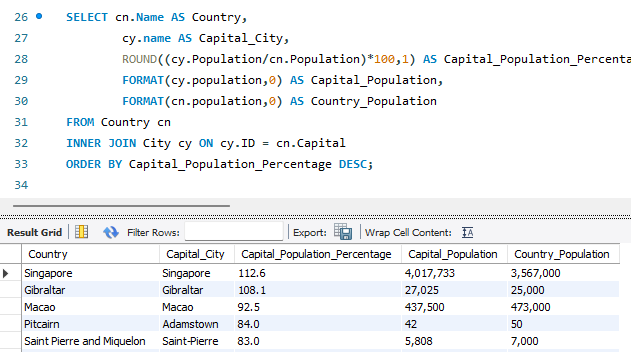 26 SELECT cn.Name AS Country,
27 cy.name AS Capital_City,
28 ROUND((cy.Population/cn.Population)*100,1) AS Capital_Population_Percenta
29 FORMAT(cy.population,0) AS Capital_Population,
30 FORMAT(cn.population,0) AS Country_Population
31 FROM Country cn
32 INNER JOIN City cy ON cy.ID = cn.Capital
33 ORDER BY Capital_Population_Percentage DESC;
34
Result Grid Filter Rows: Export: Wrap Cell Content: IA
Country Capital_City Capital_Population_Percentage Capital_Population Country_Population
Singapore Singapore 112.6 4,017,733 3,567,000
Gibraltar Gibraltar 108.1 27,025 25,000
Macao Macao 92.5 437,500 473,000
Pitcairn Adamstown 84.0 42 50
Saint Pierre and Miquelon Saint-Pierre 83.0 5,808 7,000